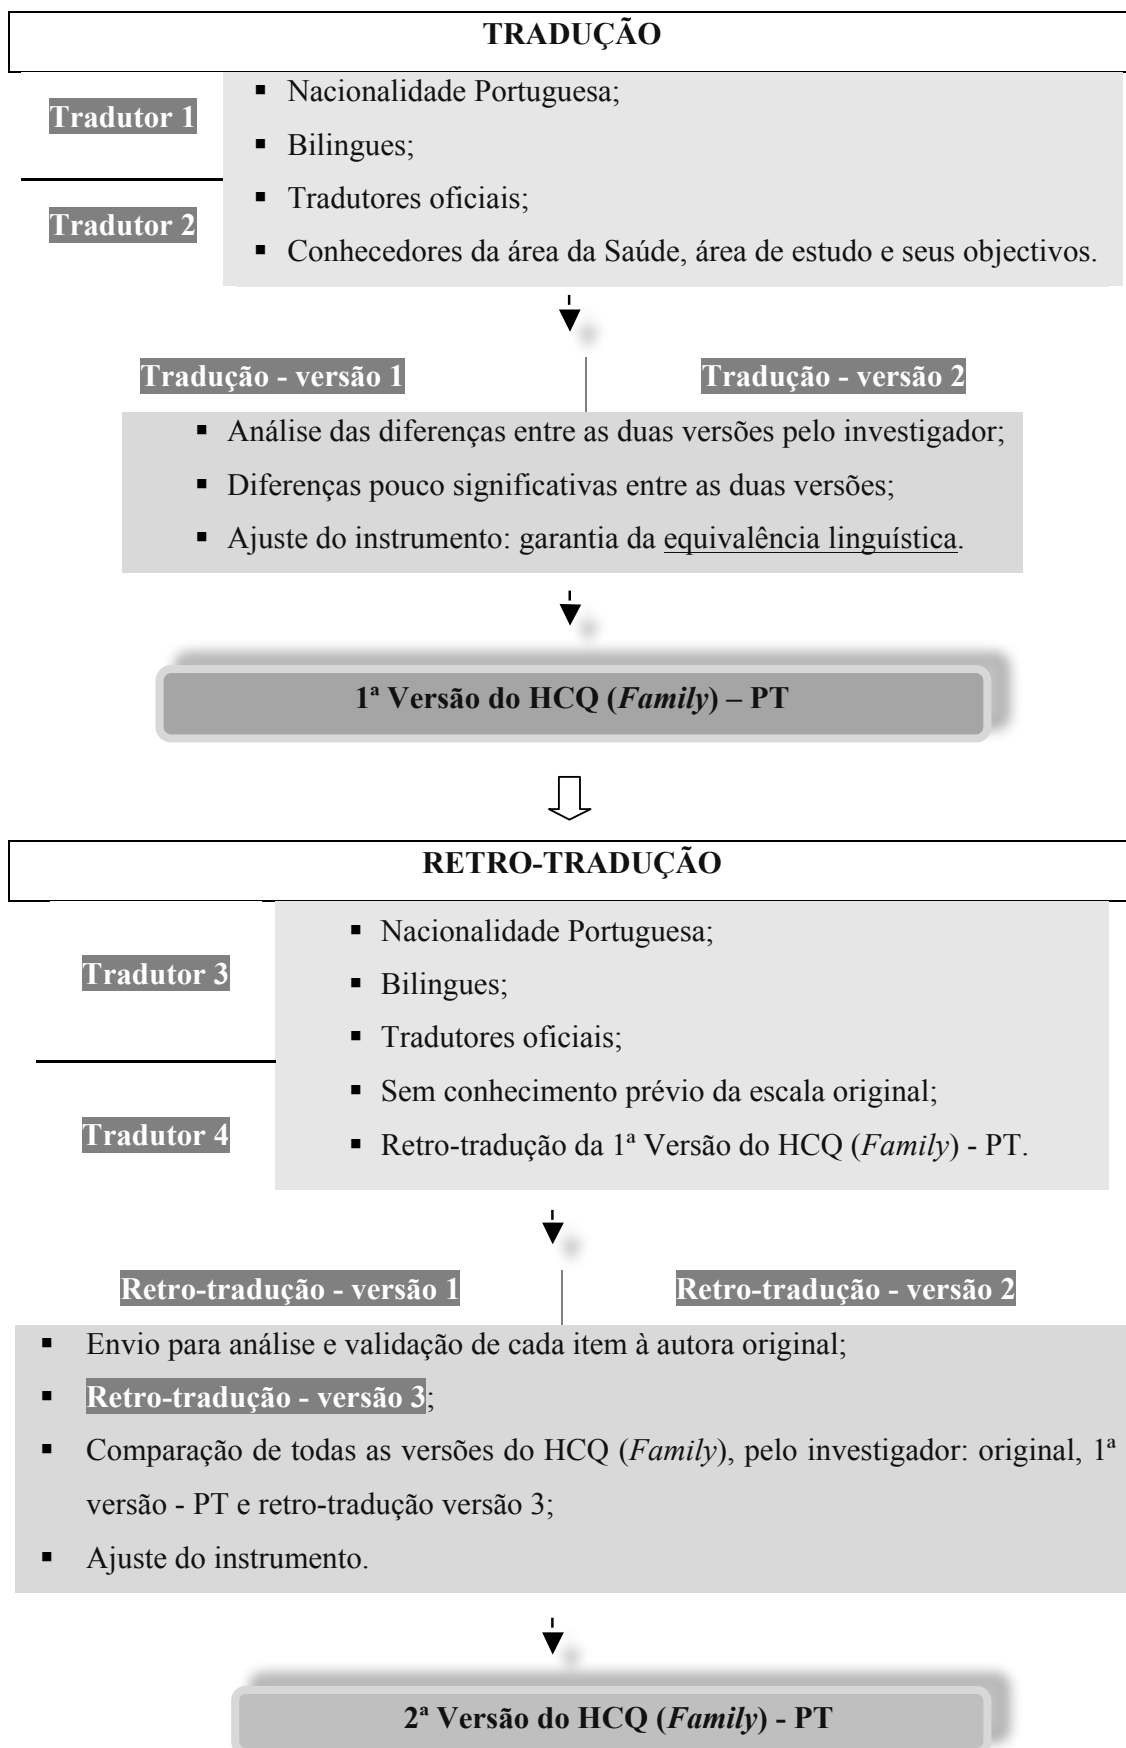 TRADUÇÃO
Tradutor 1
Tradutor 2
▪ Nacionalidade Portuguesa;
▪ Bilingues;
▪ Tradutores oficiais;
▪ Conhecedores da área da Saúde, área de estudo e seus objectivos.
Tradução - versão 1
Tradução - versão 2
▪ Análise das diferenças entre as duas versões pelo investigador;
▪ Diferenças pouco significativas entre as duas versões;
▪ Ajuste do instrumento: garantia da equivalência linguística.
1ª Versão do HCQ (Family) – PT
RETRO-TRADUÇÃO
Tradutor 3
Tradutor 4
▪ Nacionalidade Portuguesa;
▪ Bilingues;
▪ Tradutores oficiais;
▪ Sem conhecimento prévio da escala original;
▪ Retro-tradução da 1ª Versão do HCQ (Family) - PT.
Retro-tradução - versão 1
Retro-tradução - versão 2
▪ Envio para análise e validação de cada item à autora original;
▪ Retro-tradução - versão 3;
▪ Comparação de todas as versões do HCQ (Family), pelo investigador: original, 1ª
versão - PT e retro-tradução versão 3;
▪ Ajuste do instrumento.
2ª Versão do HCQ (Family) - PT